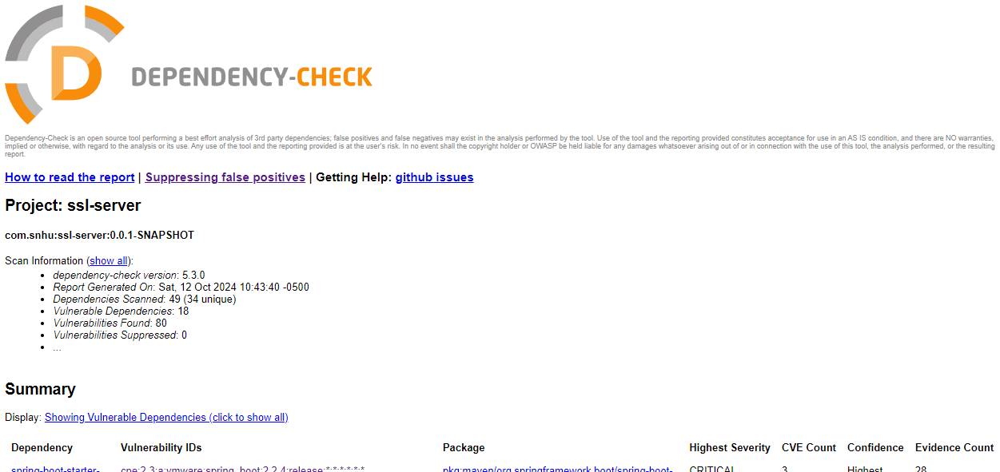 D
DEPENDENCY-CHECK
Dependency-Check is an open source tool performing a best effort analysis of 3rd party dependencies; false positives and false negatives may exist in the analysis performed by the tool. Use of the tool and the reporting provided constitutes acceptance for use in an AS IS condition, and there are NO warranties,
implied or otherwise, with regard to the analysis or its use. Any use of the tool and the reporting provided is at the user's risk. In no event shall the copyright holder or OWASP be held liable for any damages whatsoever arising out of or in connection with the use of this tool, the analysis performed, or the resulting
report.
How to read the report | Suppressing false positives | Getting Help: github issues
Project: ssl-server
com.snhu:ssl-server:0.0.1-SNAPSHOT
Scan Information (show all):
• dependency-check version: 5.3.0
• Report Generated On: Sat, 12 Oct 2024 10:43:40 -0500
• Dependencies Scanned: 49 (34 unique)
• Vulnerable Dependencies: 18
• Vulnerabilities Found: 80
• Vulnerabilities Suppressed: 0
• ...
Summary
Display: Showing Vulnerable Dependencies (click to show all)
Dependency Vulnerability IDs Package Highest Severity CVE Count Confidence Evidence Count
spring-boot-starter- cpe:2.3:a:vmware:spring_boot:2.2.4:release:*:*:*:*:*:* pkg:maven/org.springframework.boot/spring-boot- CRITICAL 3 Highest 28